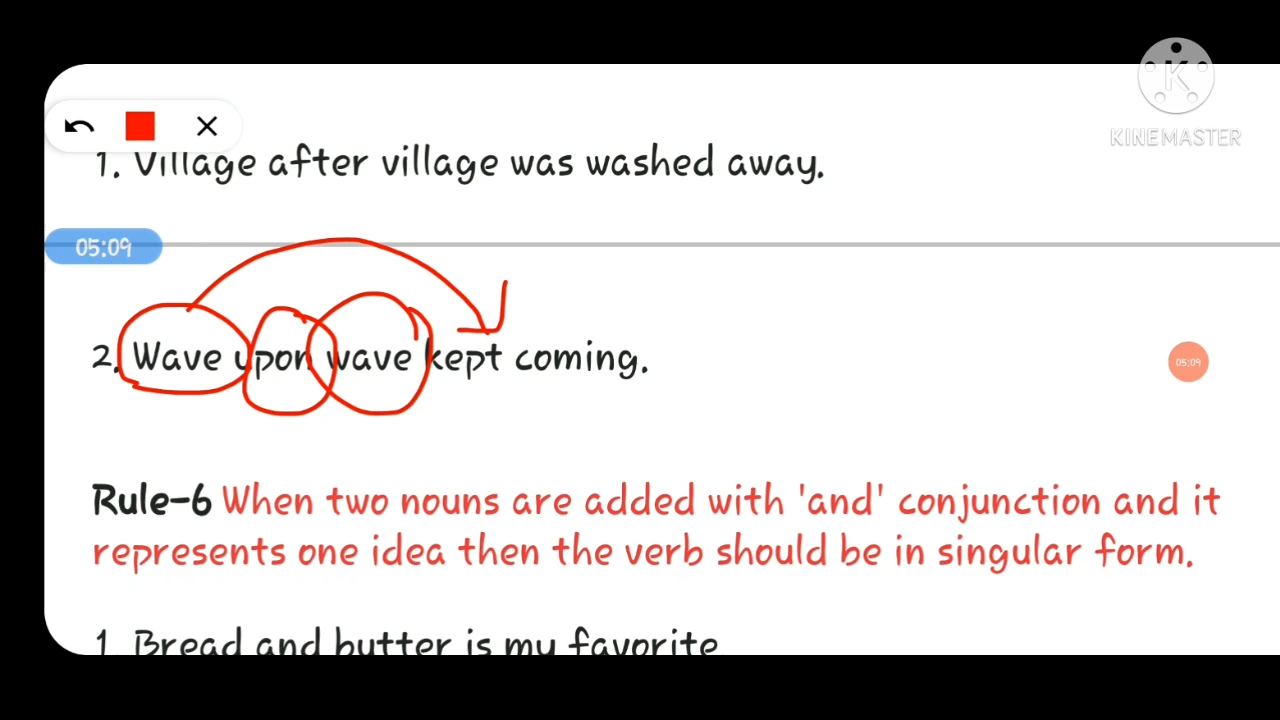 KINEMASTER
1. Village after village was washed away.
05:09
2. Wave upon wave kept coming.
05:09
Rule-6 When two nouns are added with 'and' conjunction and it
represents one idea then the verb should be in singular form.
1. Bread and butter is my favorite